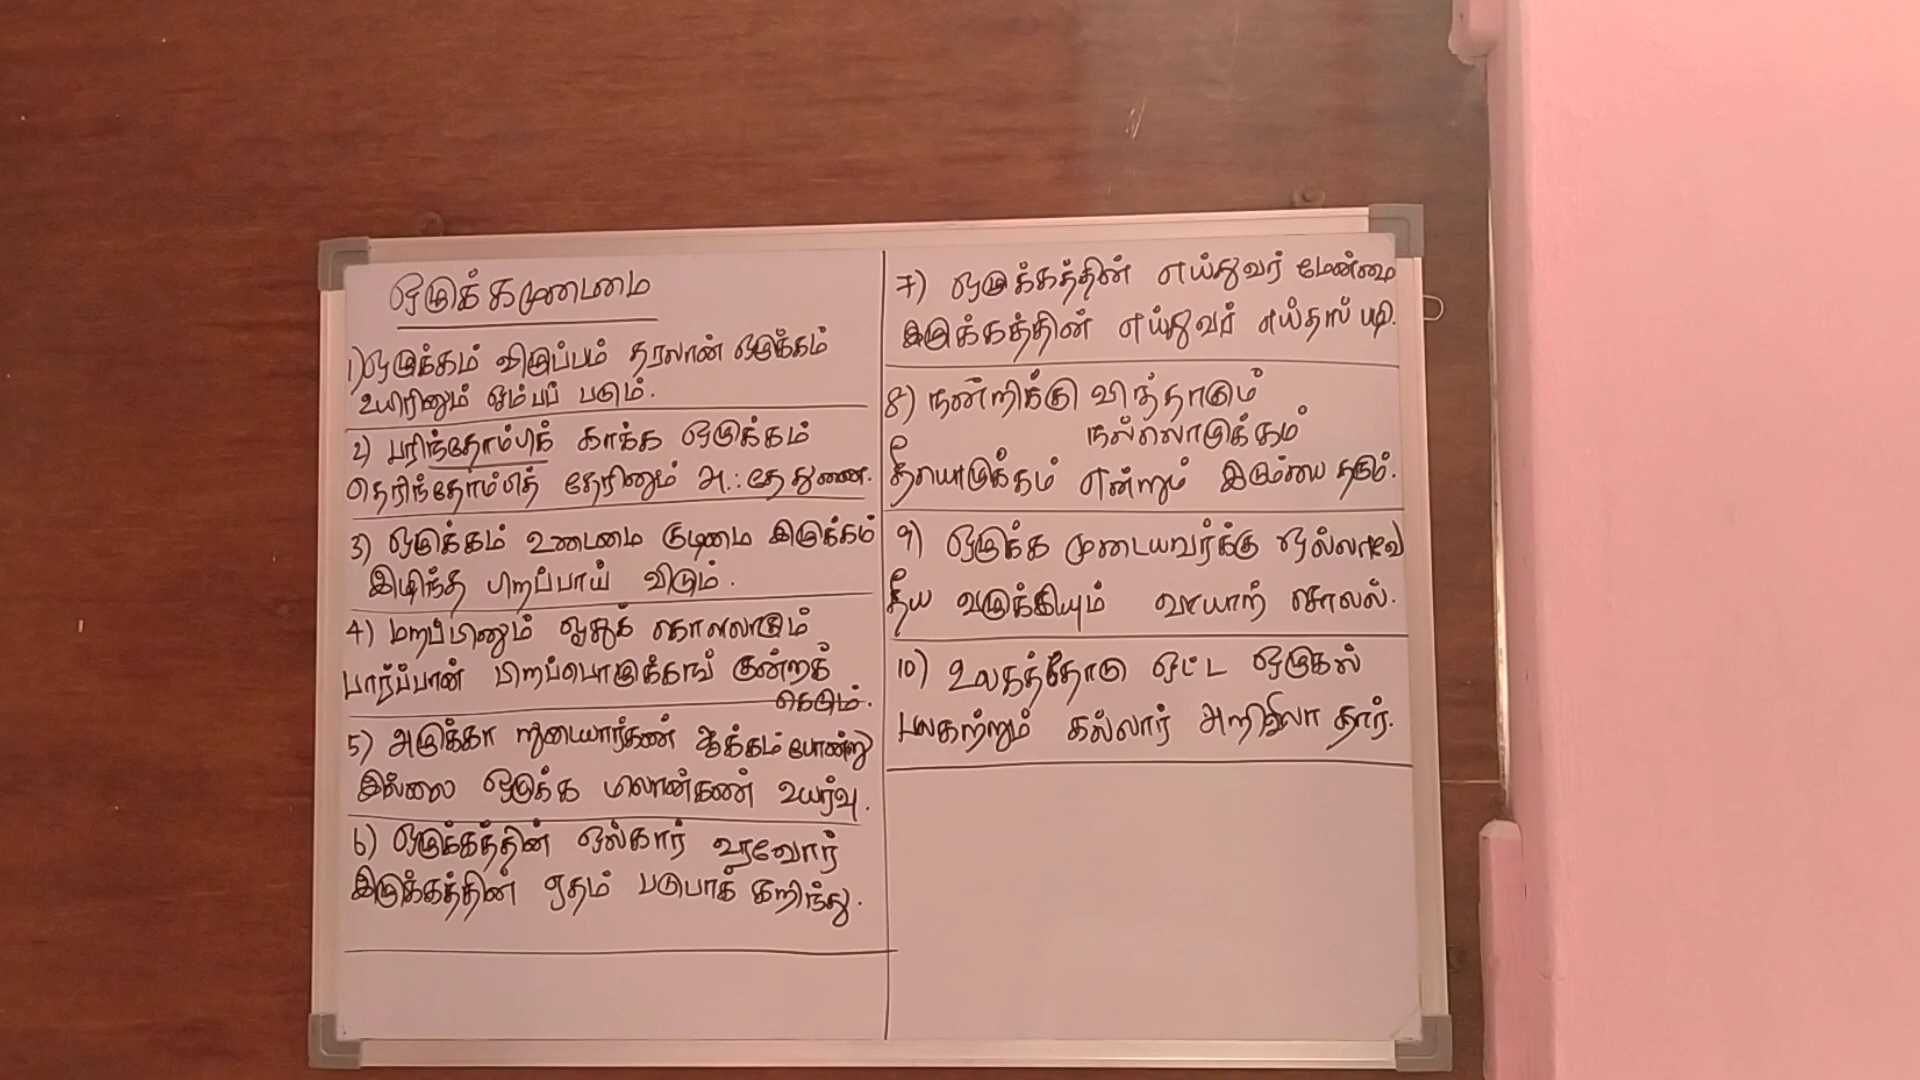 ஒழுக்கமுடைமை
1) ஒழுக்கம் விழுப்பம் தரலான் ஒழுக்கம்
உயிரினும் ஓம்பப் படும்.
2) பரிந்தோம்பிக் காக்க ஒழுக்கம்
தெரிந்தோம்பித் தேரினும் அஃதே துணை.
3) ஒழுக்கம் உடைமை குடிமை இழுக்கம்
இழிந்த பிறப்பாய் விடும்.
4) மறப்பினும் ஓத்துக் கொளலாகும்
பார்ப்பான் பிறப்பொழுக்கங் குன்றக்
கெடும்.
5) அழுக்கா றுடையார்கண் ஆக்கம் போன்று
இல்லை ஒழுக்க மிலான்கண் உயர்வு.
6) ஒழுக்கத்தின் ஒல்கார் உரவோர்
இழுக்கத்தின் ஏதம் படுபாக் கறிந்து.
7) ஒழுக்கத்தின் எய்துவர் மேன்மை
இழுக்கத்தின் எய்துவர் எய்தாப் பழி.
8) நன்றிக்கு வித்தாகும்
நல்லொழுக்கம்
தீயொழுக்கம் என்றும் இடும்பை தரும்.
9) ஒழுக்க முடையவர்க்கு ஒல்லாவே
தீய வழுக்கியும் வாயாற் சொலல்.
10) உலகத்தோடு ஒட்ட ஒழுகல்
பலகற்றும் கல்லார் அறிவிலா தார்.